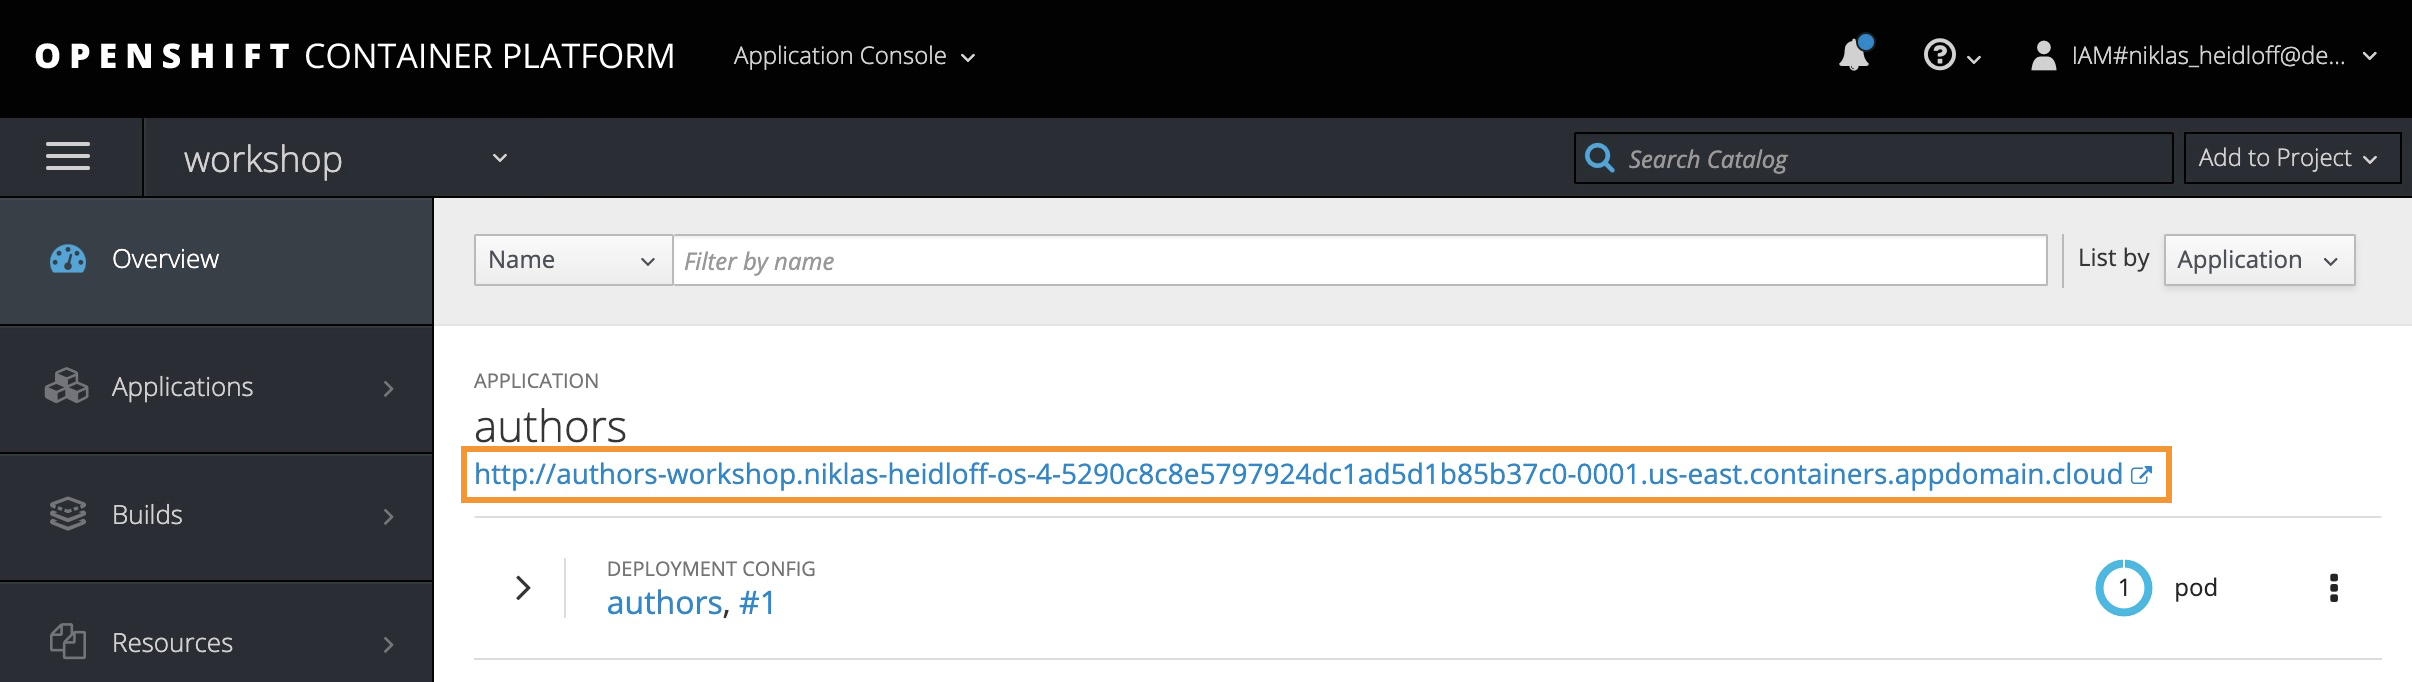 OPENSHIFT CONTAINER PLATFORM Application Console IAM#niklas_heidloff@de...
workshop Search Catalog Add to Project
Overview
Name Filter by name List by Application
Applications
Builds
Resources
APPLICATION
authors
http://authors-workshop.niklas-heidloff-os-4-5290c8c8e5797924dc1ad5d1b85b37c0-0001.us-east.containers.appdomain.cloud
DEPLOYMENT CONFIG
authors, #1
1 pod